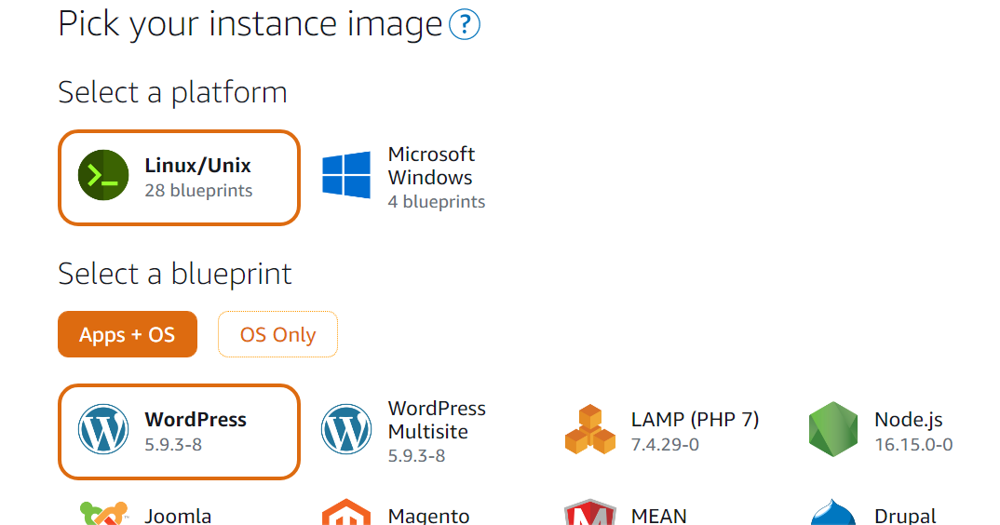 Pick your instance image ?
Select a platform
Linux/Unix
28 blueprints
Microsoft
Windows
4 blueprints
Select a blueprint
Apps + OS
OS Only
WordPress
5.9.3-8
WordPress
Multisite
5.9.3-8
LAMP (PHP 7)
7.4.29-0
Node.js
16.15.0-0
Joomla
Magento
MEAN
Drupal